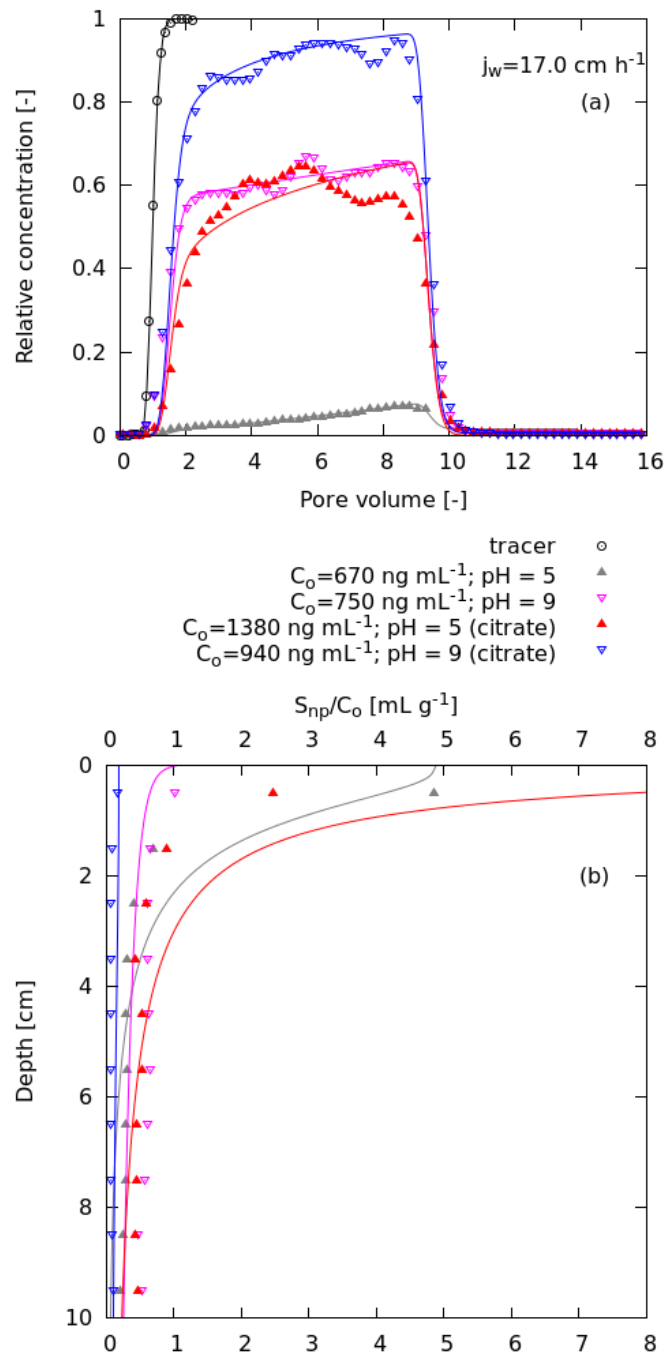 1
0.8
0.6
0.4
0.2
0
Relative concentration [-]
j_w=17.0 cm h⁻¹
(a)
0 2 4 6 8 10 12 14 16
Pore volume [-]
tracer
C_o=670 ng mL⁻¹; pH = 5
C_o=750 ng mL⁻¹; pH = 9
C_o=1380 ng mL⁻¹; pH = 5 (citrate)
C_o=940 ng mL⁻¹; pH = 9 (citrate)
S_np/C_o [mL g⁻¹]
0 1 2 3 4 5 6 7 8
0
2
4
6
8
10
Depth [cm]
(b)
0 1 2 3 4 5 6 7 8